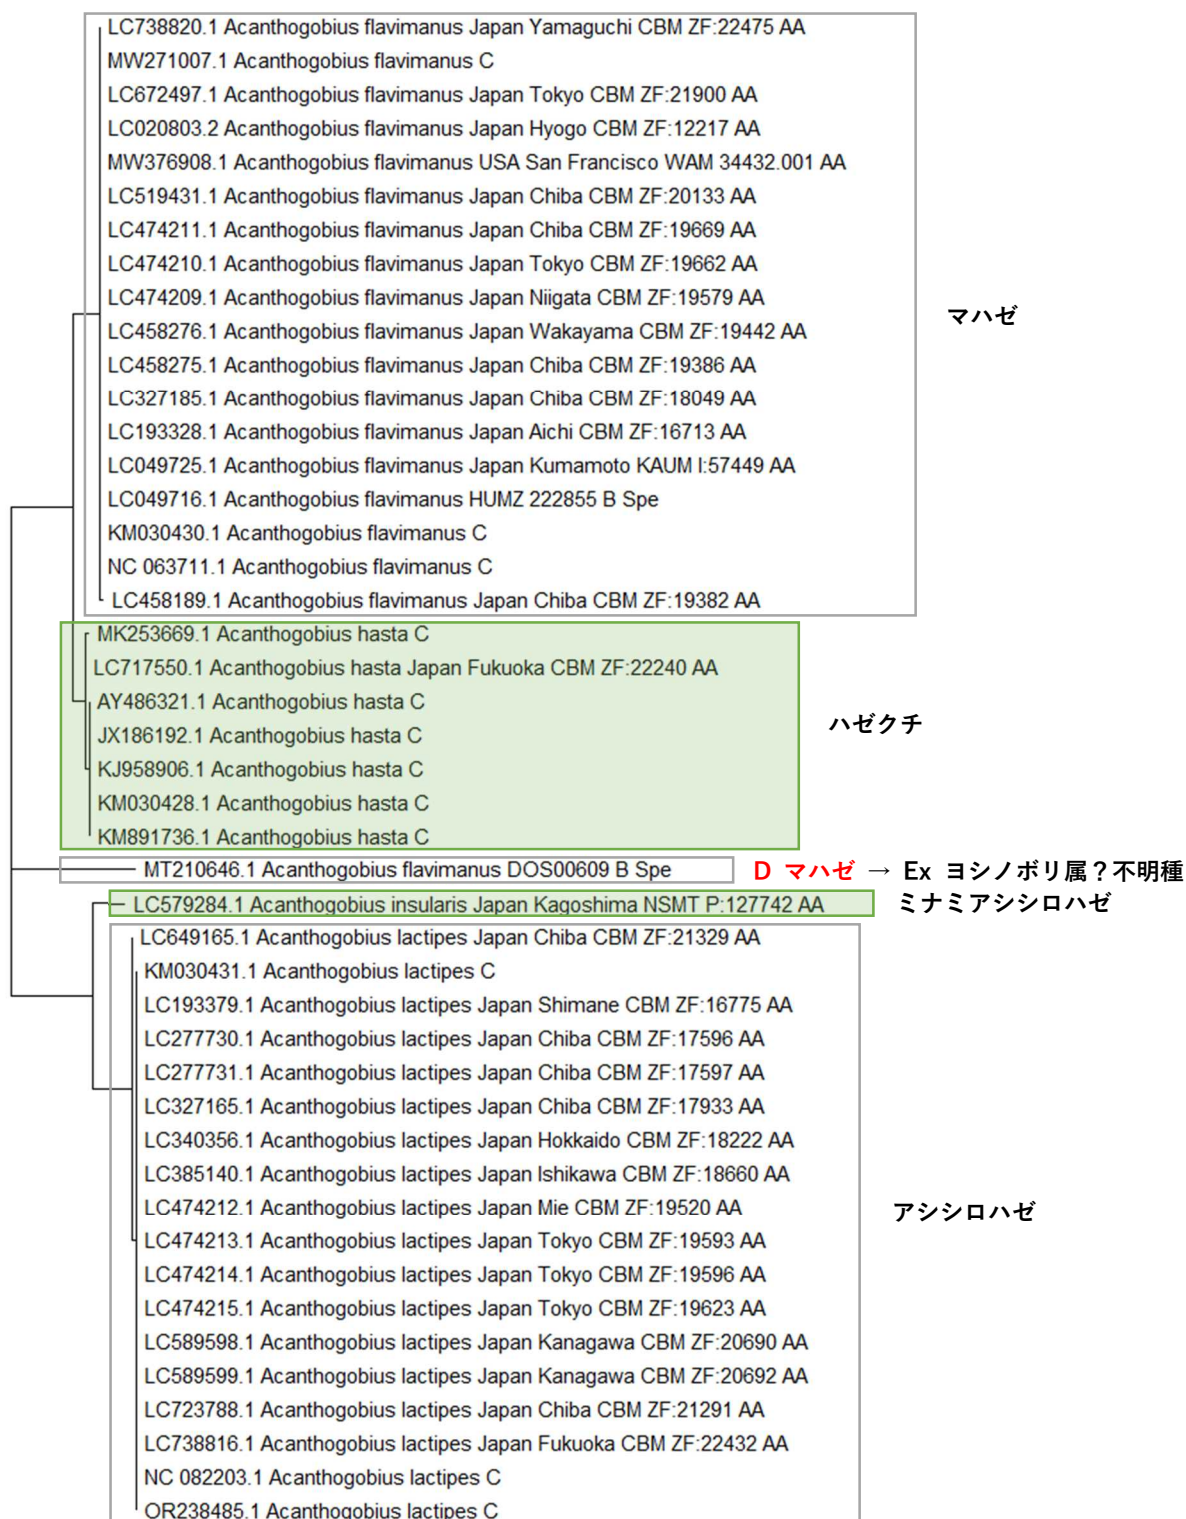 LC738820.1 Acanthogobius flavimanus Japan Yamaguchi CBM ZF:22475 AA
MW271007.1 Acanthogobius flavimanus C
LC672497.1 Acanthogobius flavimanus Japan Tokyo CBM ZF:21900 AA
LC020803.2 Acanthogobius flavimanus Japan Hyogo CBM ZF:12217 AA
MW376908.1 Acanthogobius flavimanus USA San Francisco WAM 34432.001 AA
LC519431.1 Acanthogobius flavimanus Japan Chiba CBM ZF:20133 AA
LC474211.1 Acanthogobius flavimanus Japan Chiba CBM ZF:19669 AA
LC474210.1 Acanthogobius flavimanus Japan Tokyo CBM ZF:19662 AA
LC474209.1 Acanthogobius flavimanus Japan Niigata CBM ZF:19579 AA
マハゼ
LC458276.1 Acanthogobius flavimanus Japan Wakayama CBM ZF:19442 AA
LC458275.1 Acanthogobius flavimanus Japan Chiba CBM ZF:19386 AA
LC327185.1 Acanthogobius flavimanus Japan Chiba CBM ZF:18049 AA
LC193328.1 Acanthogobius flavimanus Japan Aichi CBM ZF:16713 AA
LC049725.1 Acanthogobius flavimanus Japan Kumamoto KAUM I:57449 AA
LC049716.1 Acanthogobius flavimanus HUMZ 222855 B Spe
KM030430.1 Acanthogobius flavimanus C
NC 063711.1 Acanthogobius flavimanus C
LC458189.1 Acanthogobius flavimanus Japan Chiba CBM ZF:19382 AA
MK253669.1 Acanthogobius hasta C
LC717550.1 Acanthogobius hasta Japan Fukuoka CBM ZF:22240 AA
AY486321.1 Acanthogobius hasta C
ハゼクチ
JX186192.1 Acanthogobius hasta C
KJ958906.1 Acanthogobius hasta C
KM030428.1 Acanthogobius hasta C
KM891736.1 Acanthogobius hasta C
MT210646.1 Acanthogobius flavimanus DOS00609 B Spe D マハゼ → Ex ヨシノボリ属？不明種
LC579284.1 Acanthogobius insularis Japan Kagoshima NSMT P:127742 AA ミナミアシシロハゼ
LC649165.1 Acanthogobius lactipes Japan Chiba CBM ZF:21329 AA
KM030431.1 Acanthogobius lactipes C
LC193379.1 Acanthogobius lactipes Japan Shimane CBM ZF:16775 AA
LC277730.1 Acanthogobius lactipes Japan Chiba CBM ZF:17596 AA
LC277731.1 Acanthogobius lactipes Japan Chiba CBM ZF:17597 AA
LC327165.1 Acanthogobius lactipes Japan Chiba CBM ZF:17933 AA
LC340356.1 Acanthogobius lactipes Japan Hokkaido CBM ZF:18222 AA
LC385140.1 Acanthogobius lactipes Japan Ishikawa CBM ZF:18660 AA
LC474212.1 Acanthogobius lactipes Japan Mie CBM ZF:19520 AA
アシシロハゼ
LC474213.1 Acanthogobius lactipes Japan Tokyo CBM ZF:19593 AA
LC474214.1 Acanthogobius lactipes Japan Tokyo CBM ZF:19596 AA
LC474215.1 Acanthogobius lactipes Japan Tokyo CBM ZF:19623 AA
LC589598.1 Acanthogobius lactipes Japan Kanagawa CBM ZF:20690 AA
LC589599.1 Acanthogobius lactipes Japan Kanagawa CBM ZF:20692 AA
LC723788.1 Acanthogobius lactipes Japan Chiba CBM ZF:21291 AA
LC738816.1 Acanthogobius lactipes Japan Fukuoka CBM ZF:22432 AA
NC 082203.1 Acanthogobius lactipes C
OR238485.1 Acanthogobius lactipes C